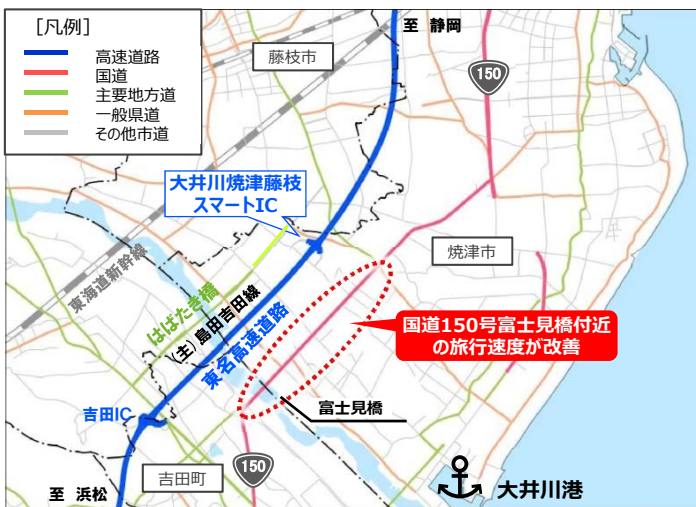 [凡例]
高速道路
国道
主要地方道
一般県道
その他市道
至 静岡
藤枝市
150
大井川焼津藤枝
スマートIC
焼津市
東海道新幹線
はばたき橋
(主)島田吉田線
東名高速道路
国道150号富士見橋付近
の旅行速度が改善
富士見橋
吉田IC
吉田町
150
至 浜松
大井川港